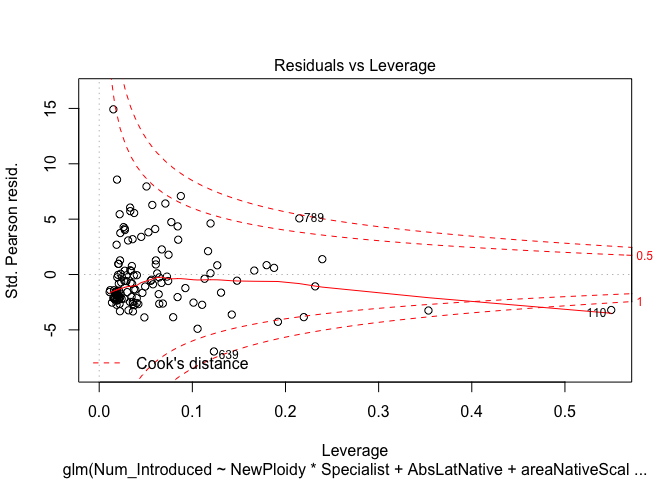 Residuals vs Leverage
Std. Pearson resid.
15
10
5
0
-5
789
0.5
110
1
639
Cook's distance
0.0 0.1 0.2 0.3 0.4 0.5
Leverage
glm(Num_Introduced ~ NewPloidy * Specialist + AbsLatNative + areaNativeScal ...